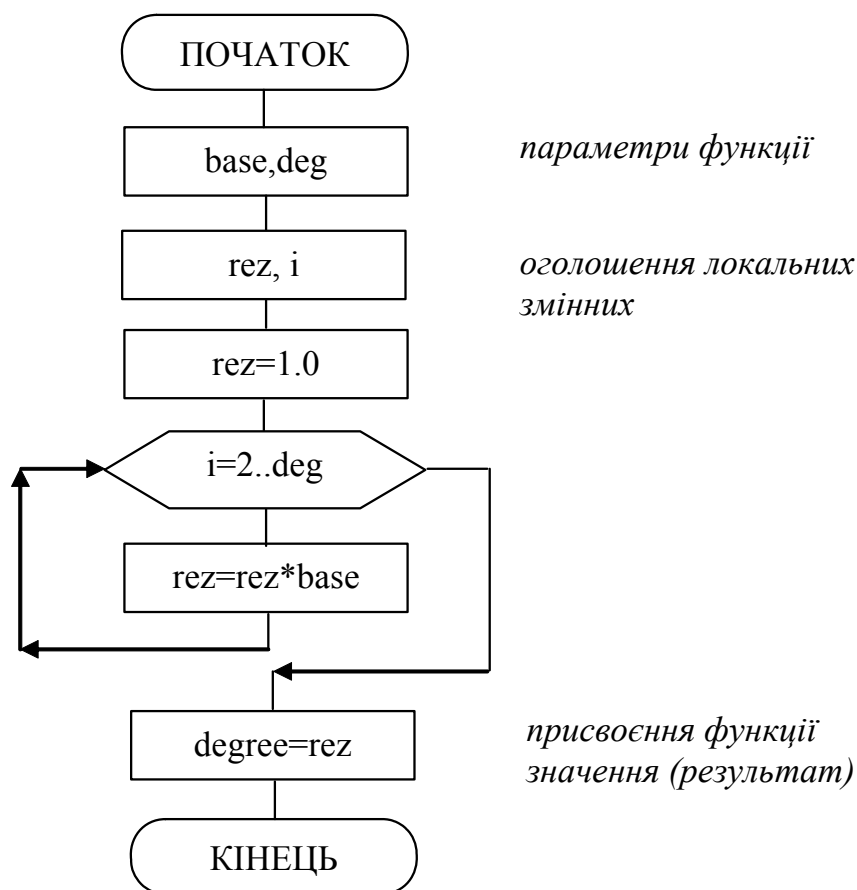 ПОЧАТОК
base,deg
параметри функції
rez, i
оголошення локальних
змінних
rez=1.0
i=2..deg
rez=rez*base
degree=rez
присвоєння функції
значення (результат)
КІНЕЦЬ